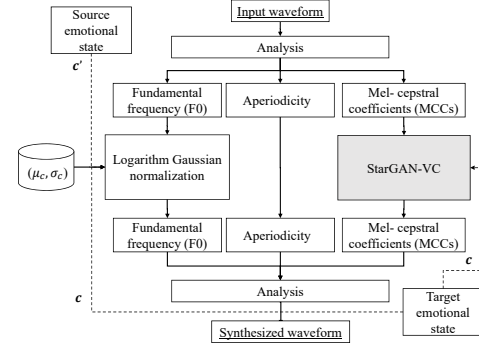 Input waveform
Source
emotional
state
Analysis
c'
Fundamental
frequency (F0)
Aperiodicity
Mel- cepstral
coefficients (MCCs)
(μc, σc)
Logarithm Gaussian
normalization
StarGAN-VC
Fundamental
frequency (F0)
Aperiodicity
Mel- cepstral
coefficients (MCCs)
c
Analysis
c
Target
emotional
state
Synthesized waveform